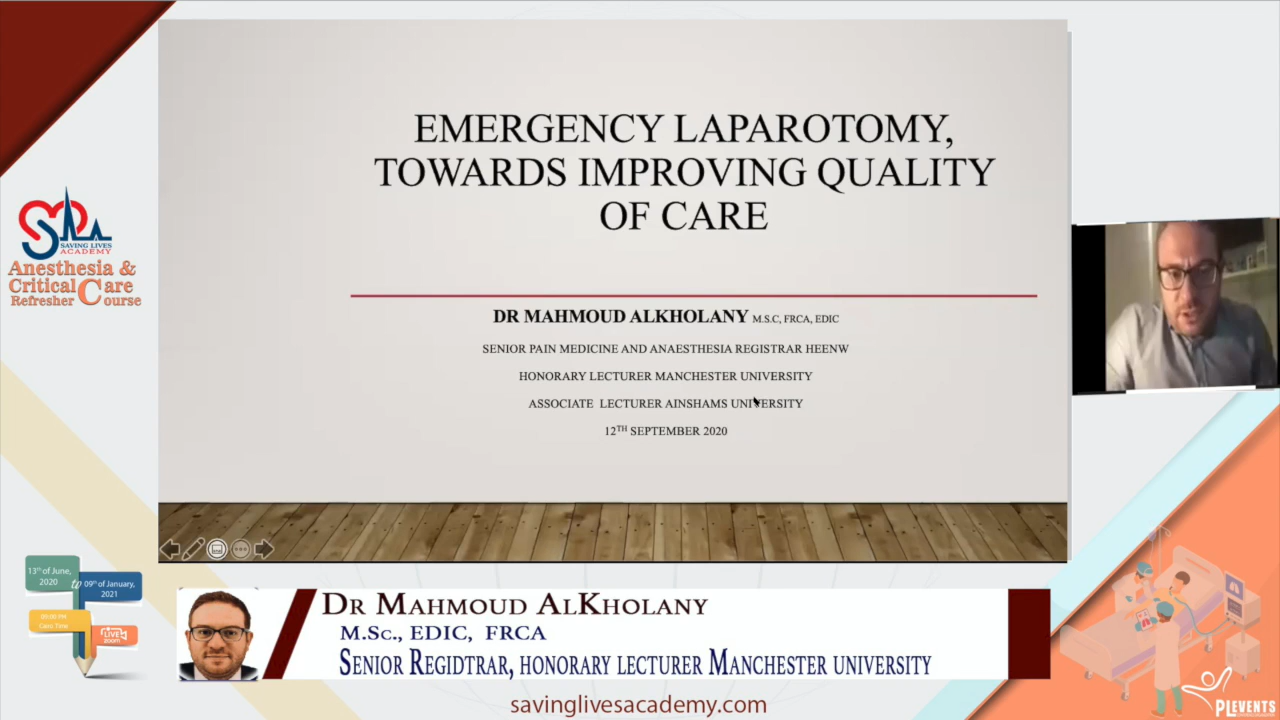 EMERGENCY LAPAROTOMY,
TOWARDS IMPROVING QUALITY
OF CARE
DR MAHMOUD ALKHOLANY M.S.C, FRCA, EDIC
SENIOR PAIN MEDICINE AND ANAESTHESIA REGISTRAR HEENW
HONORARY LECTURER MANCHESTER UNIVERSITY
ASSOCIATE LECTURER AINSHAMS UNIVERSITY
12TH SEPTEMBER 2020
SAVING LIVES
ACADEMY
Anesthesia &
Critical Care
Refresher Course
13th of June,
2020
to
09th of January,
2021
Cairo Time
LIVE
zoom
DR MAHMOUD ALKHOLANY
M.SC., EDIC, FRCA
SENIOR REGIDTRAR, HONORARY LECTURER MANCHESTER UNIVERSITY
savinglivesacademy.com
PLEVENTS